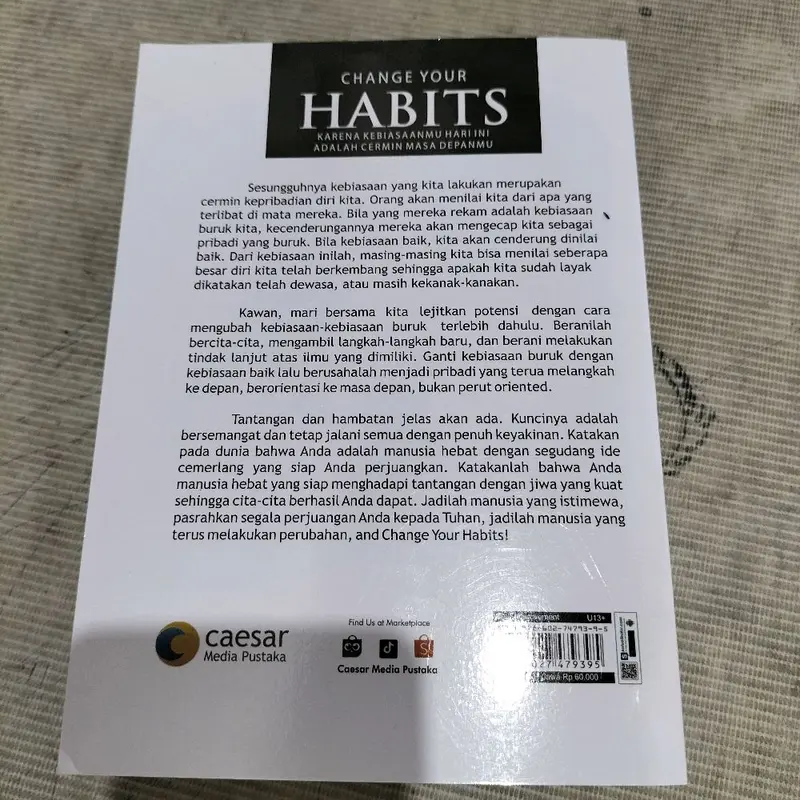 CHANGE YOUR
HABITS
KARENA KEBIASAANMU HARI INI
ADALAH CERMIN MASA DEPANMU
Sesungguhnya kebiasaan yang kita lakukan merupakan
cermin kepribadian diri kita. Orang akan menilai kita dari apa yang
terlibat di mata mereka. Bila yang mereka rekam adalah kebiasaan
buruk kita, kecenderungannya mereka akan mengecap kita sebagai
pribadi yang buruk. Bila kebiasaan baik, kita akan cenderung dinilai
baik. Dari kebiasaan inilah, masing-masing kita bisa menilai seberapa
besar diri kita telah berkembang sehingga apakah kita sudah layak
dikatakan telah dewasa, atau masih kekanak-kanakan.
Kawan, mari bersama kita lejitkan potensi dengan cara
mengubah kebiasaan-kebiasaan buruk terlebih dahulu. Beranilah
bercita-cita, mengambil langkah-langkah baru, dan berani melakukan
tindak lanjut atas ilmu yang dimiliki. Ganti kebiasaan buruk dengan
kebiasaan baik lalu berusahalah menjadi pribadi yang terua melangkah
ke depan, berorientasi ke masa depan, bukan perut oriented.
Tantangan dan hambatan jelas akan ada. Kuncinya adalah
bersemangat dan tetap jalani semua dengan penuh keyakinan. Katakan
pada dunia bahwa Anda adalah manusia hebat dengan segudang ide
cemerlang yang siap Anda perjuangkan. Katakanlah bahwa Anda
manusia hebat yang siap menghadapi tantangan dengan jiwa yang kuat
sehingga cita-cita berhasil Anda dapat. Jadilah manusia yang istimewa,
pasrahkan segala perjuangan Anda kepada Tuhan, jadilah manusia yang
terus melakukan perubahan, and Change Your Habits!
caesar
Media Pustaka
Find Us at Marketplace
Caesar Media Pustaka
U13+
602-74793-9-5
479395
Rp 60.000